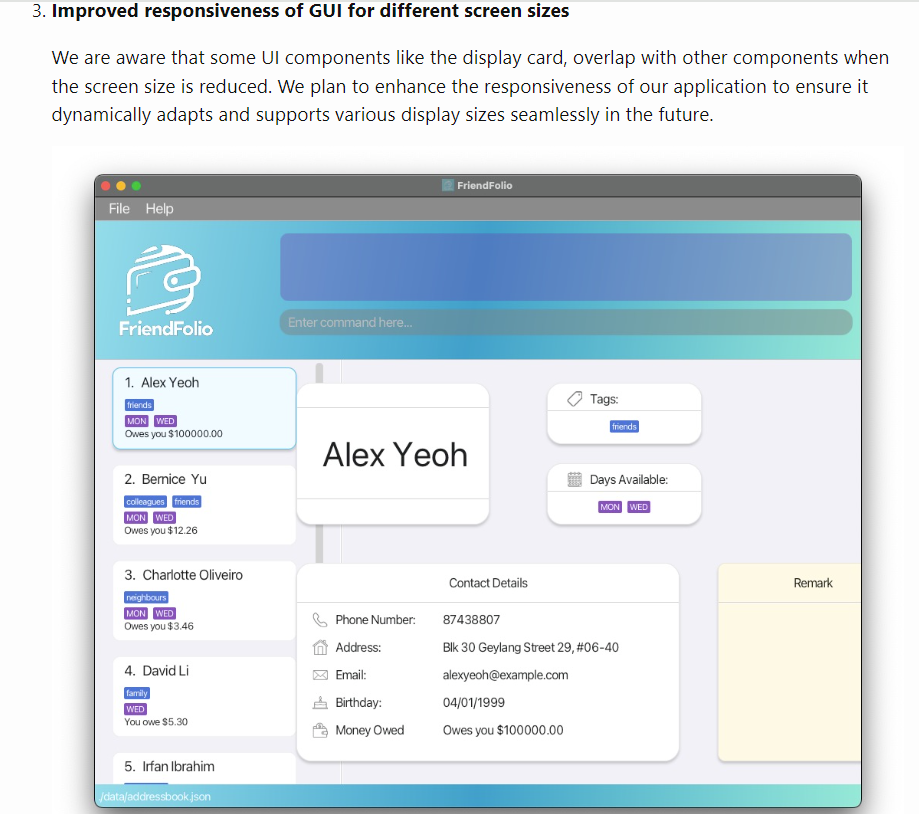 3. Improved responsiveness of GUI for different screen sizes
We are aware that some UI components like the display card, overlap with other components when
the screen size is reduced. We plan to enhance the responsiveness of our application to ensure it
dynamically adapts and supports various display sizes seamlessly in the future.
FriendFolio
File Help
FriendFolio
Enter command here...
1. Alex Yeoh
friends
MON WED
Owes you $100000.00
2. Bernice Yu
colleagues friends
MON WED
Owes you $12.26
3. Charlotte Oliveiro
neighbours
MON WED
Owes you $3.46
4. David Li
family
WED
You owe $5.30
5. Irfan Ibrahim
Alex Yeoh
Tags:
friends
Days Available:
MON WED
Contact Details
Phone Number: 87438807
Address: Blk 30 Geylang Street 29, #06-40
Email: alexyeoh@example.com
Birthday: 04/01/1999
Money Owed Owes you $100000.00
Remark
/data/addressbook.json